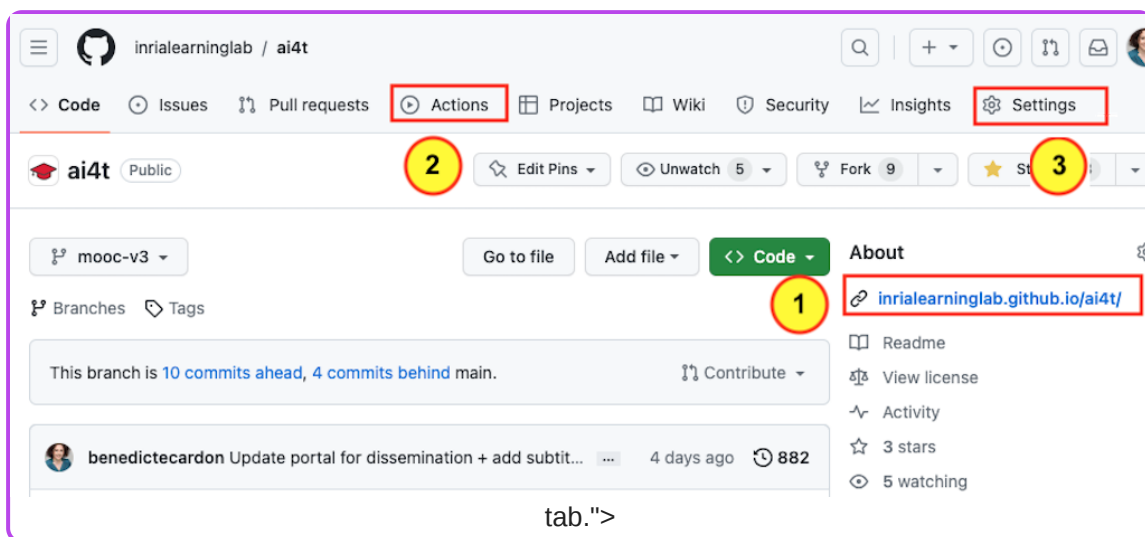 inrialearninglab / ai4t
Code Issues Pull requests Actions Projects Wiki Security Insights Settings
ai4t Public 2 Edit Pins Unwatch 5 Fork 9 3
mooc-v3 Go to file Add file Code About
Branches Tags 1 inrialearninglab.github.io/ai4t/
Readme
This branch is 10 commits ahead, 4 commits behind main. Contribute
View license
Activity
benedictecardon Update portal for dissemination + add subtit... ... 4 days ago 882
3 stars
5 watching
tab.">